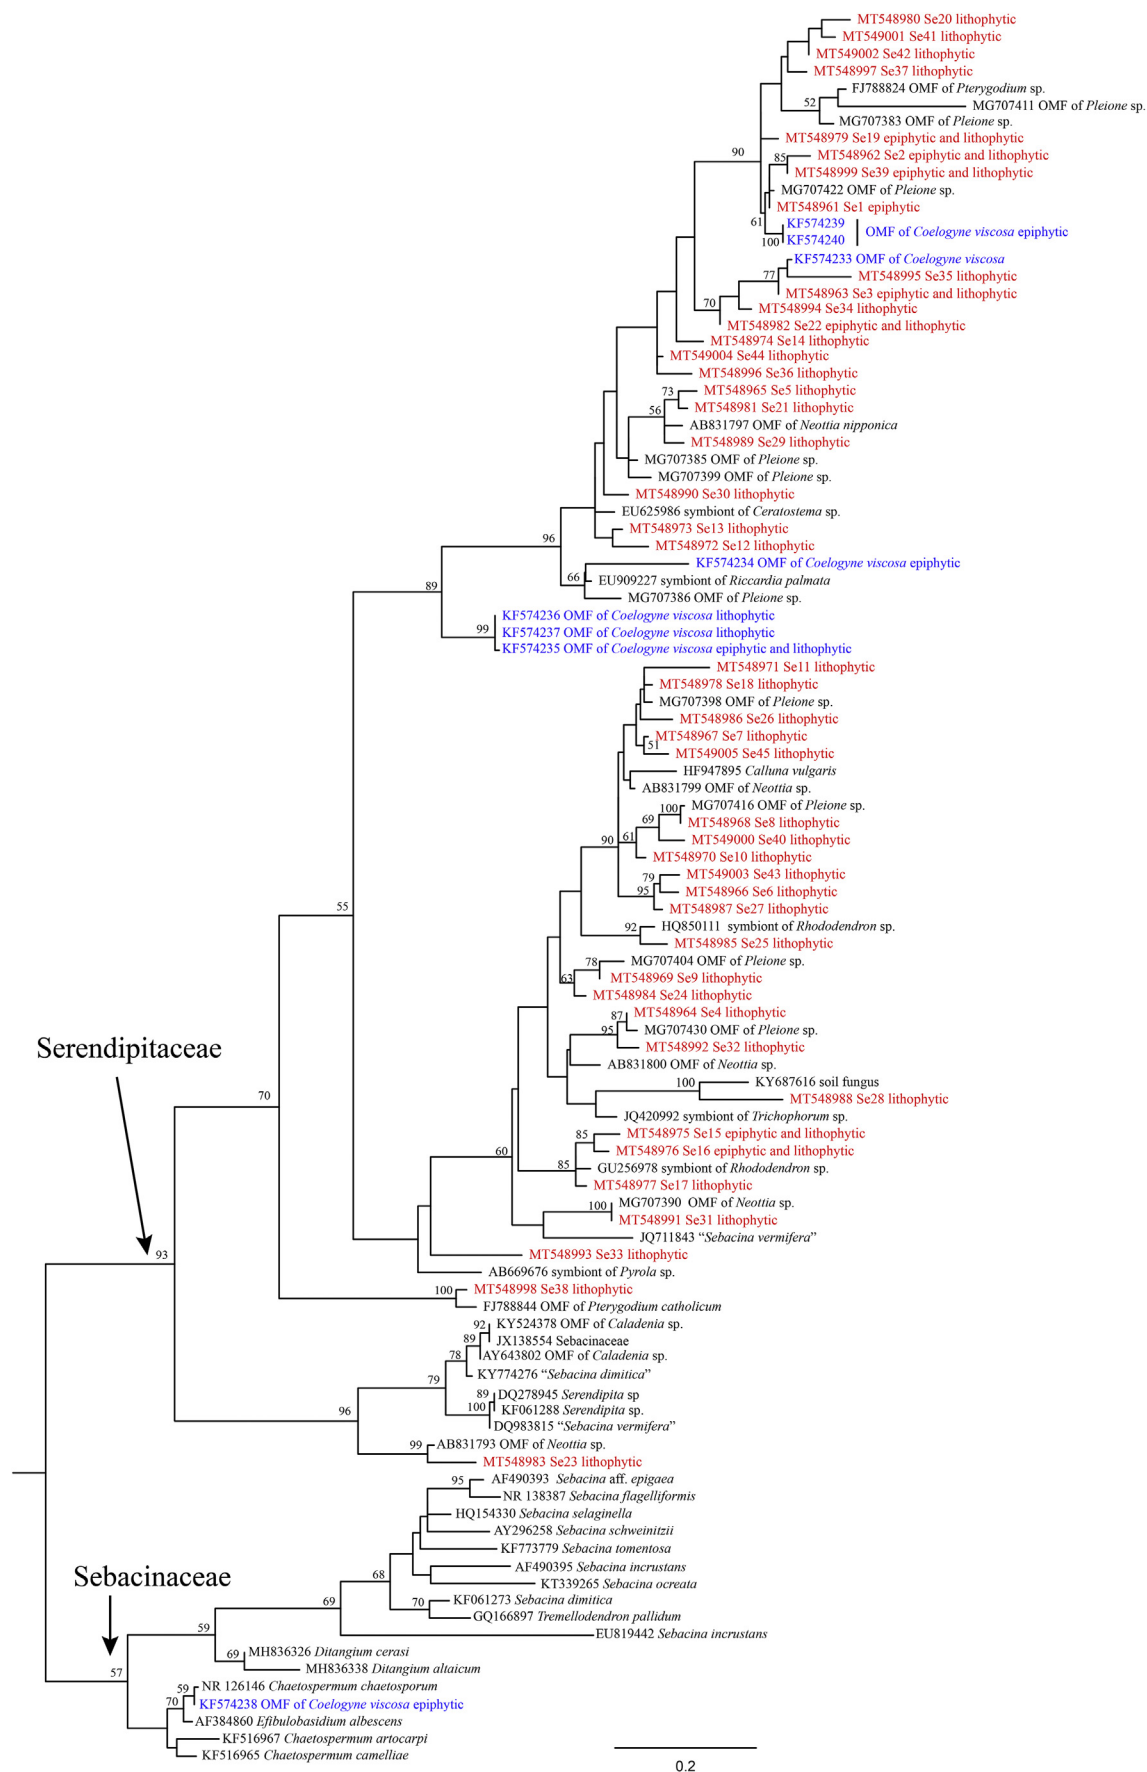 MT548980 Se20 lithophytic
MT549001 Se41 lithophytic
MT549002 Se42 lithophytic
MT548997 Se37 lithophytic
FJ788824 OMF of Pterygodium sp.
52
MG707411 OMF of Pleione sp.
MG707383 OMF of Pleione sp.
MT548979 Se19 epiphytic and lithophytic
90
85
MT548962 Se2 epiphytic and lithophytic
MT548999 Se39 epiphytic and lithophytic
MG707422 OMF of Pleione sp.
MT548961 Se1 epiphytic
61
KF574239
OMF of Coelogyne viscosa epiphytic
100
KF574240
KF574233 OMF of Coelogyne viscosa
77
MT548995 Se35 lithophytic
MT548963 Se3 epiphytic and lithophytic
70
MT548994 Se34 lithophytic
MT548982 Se22 epiphytic and lithophytic
MT548974 Se14 lithophytic
MT549004 Se44 lithophytic
MT548996 Se36 lithophytic
73
MT548965 Se5 lithophytic
56
MT548981 Se21 lithophytic
AB831797 OMF of Neottia nipponica
MT548989 Se29 lithophytic
MG707385 OMF of Pleione sp.
MG707399 OMF of Pleione sp.
MT548990 Se30 lithophytic
EU625986 symbiont of Ceratostema sp.
MT548973 Se13 lithophytic
96
MT548972 Se12 lithophytic
KF574234 OMF of Coelogyne viscosa epiphytic
66
EU909227 symbiont of Riccardia palmata
89
MG707386 OMF of Pleione sp.
KF574236 OMF of Coelogyne viscosa lithophytic
99
KF574237 OMF of Coelogyne viscosa lithophytic
KF574235 OMF of Coelogyne viscosa epiphytic and lithophytic
MT548971 Se11 lithophytic
MT548978 Se18 lithophytic
MG707398 OMF of Pleione sp.
MT548986 Se26 lithophytic
MT548967 Se7 lithophytic
51
MT549005 Se45 lithophytic
HF947895 Calluna vulgaris
AB831799 OMF of Neottia sp.
100
MG707416 OMF of Pleione sp.
69
MT548968 Se8 lithophytic
90
61
MT549000 Se40 lithophytic
MT548970 Se10 lithophytic
79
MT549003 Se43 lithophytic
95
MT548966 Se6 lithophytic
MT548987 Se27 lithophytic
55
92
HQ850111 symbiont of Rhododendron sp.
MT548985 Se25 lithophytic
78
MG707404 OMF of Pleione sp.
63
MT548969 Se9 lithophytic
MT548984 Se24 lithophytic
87
MT548964 Se4 lithophytic
95
MG707430 OMF of Pleione sp.
MT548992 Se32 lithophytic
Serendipitaceae
AB831800 OMF of Neottia sp.
100
KY687616 soil fungus
70
MT548988 Se28 lithophytic
JQ420992 symbiont of Trichophorum sp.
85
MT548975 Se15 epiphytic and lithophytic
60
MT548976 Se16 epiphytic and lithophytic
85
GU256978 symbiont of Rhododendron sp.
MT548977 Se17 lithophytic
100
MG707390 OMF of Neottia sp.
MT548991 Se31 lithophytic
JQ711843 “Sebacina vermifera”
93
MT548993 Se33 lithophytic
AB669676 symbiont of Pyrola sp.
100
MT548998 Se38 lithophytic
FJ788844 OMF of Pterygodium catholicum
92
KY524378 OMF of Caladenia sp.
89
JX138554 Sebacinaceae
78
AY643802 OMF of Caladenia sp.
KY774276 “Sebacina dimitica”
79
89
DQ278945 Serendipita sp
100
KF061288 Serendipita sp.
96
DQ983815 “Sebacina vermifera”
99
AB831793 OMF of Neottia sp.
MT548983 Se23 lithophytic
95
AF490393 Sebacina aff. epigaea
NR 138387 Sebacina flagelliformis
HQ154330 Sebacina selaginella
AY296258 Sebacina schweinitzii
KF773779 Sebacina tomentosa
AF490395 Sebacina incrustans
Sebacinaceae
68
KT339265 Sebacina ocreata
69
70
KF061273 Sebacina dimitica
GQ166897 Tremellodendron pallidum
59
EU819442 Sebacina incrustans
69
MH836326 Ditangium cerasi
57
MH836338 Ditangium altaicum
59
NR 126146 Chaetospermum chaetosporum
70
KF574238 OMF of Coelogyne viscosa epiphytic
AF384860 Efibulobasidium albescens
KF516967 Chaetospermum artocarpi
KF516965 Chaetospermum camelliae
0.2